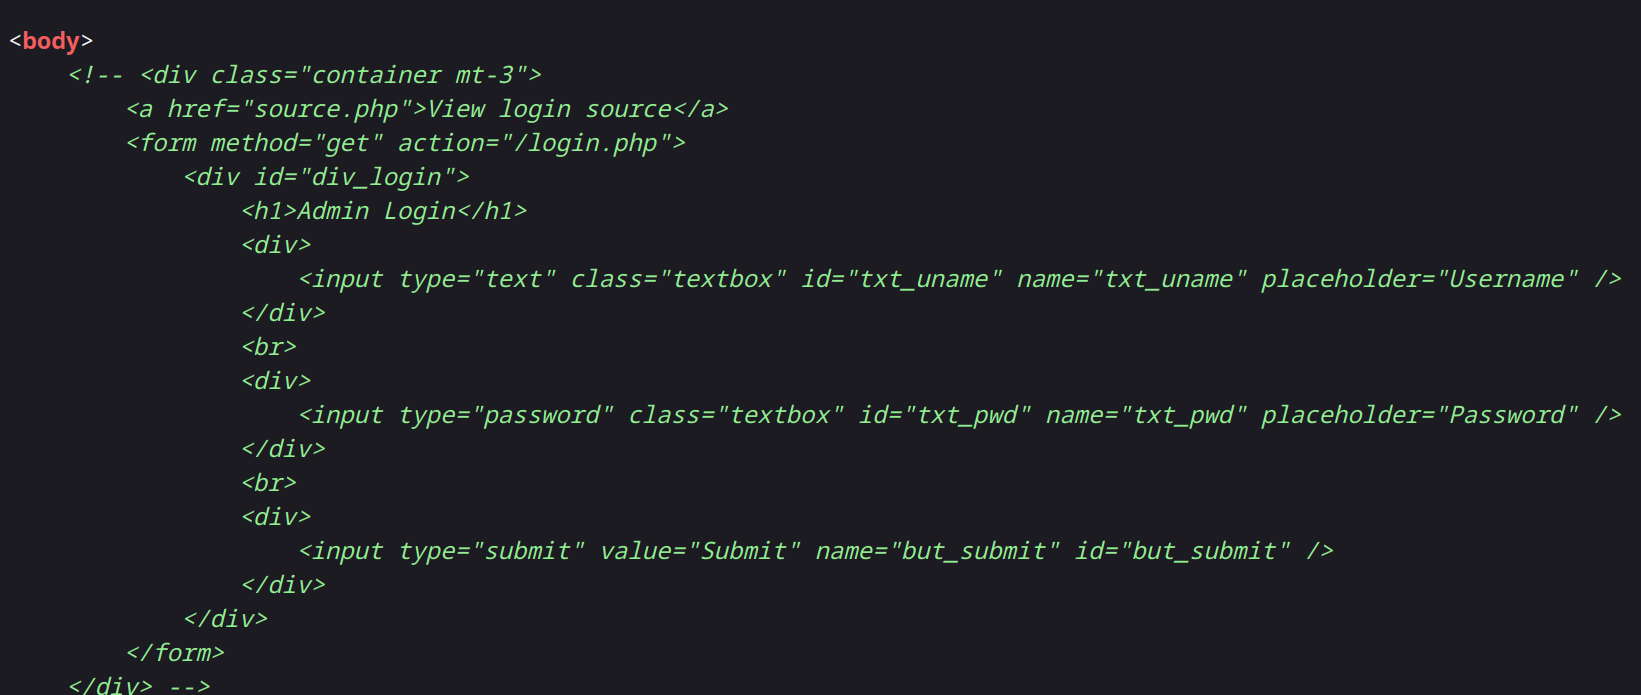 <body>
<!-- <div class="container mt-3">
<a href="source.php">View login source</a>
<form method="get" action="/login.php">
<div id="div_login">
<h1>Admin Login</h1>
<div>
<input type="text" class="textbox" id="txt_uname" name="txt_uname" placeholder="Username" />
</div>
<br>
<div>
<input type="password" class="textbox" id="txt_pwd" name="txt_pwd" placeholder="Password" />
</div>
<br>
<div>
<input type="submit" value="Submit" name="but_submit" id="but_submit" />
</div>
</div>
</form>
</div> -->